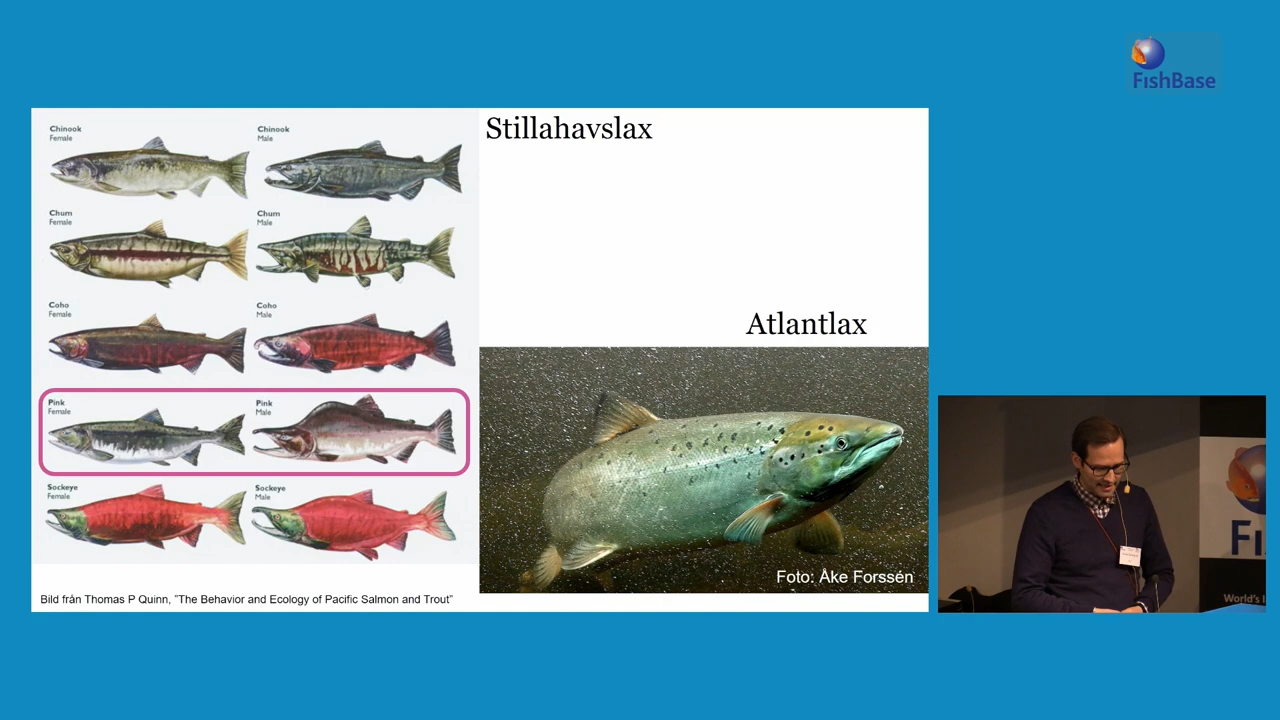 FishBase
Stillahavslax
Chinook
Female
Chinook
Male
Chum
Female
Chum
Male
Coho
Female
Coho
Male
Pink
Female
Pink
Male
Sockeye
Female
Sockeye
Male
Atlantlax
Foto: Åke Forssén
Bild från Thomas P Quinn, ”The Behavior and Ecology of Pacific Salmon and Trout”
Fi
World's